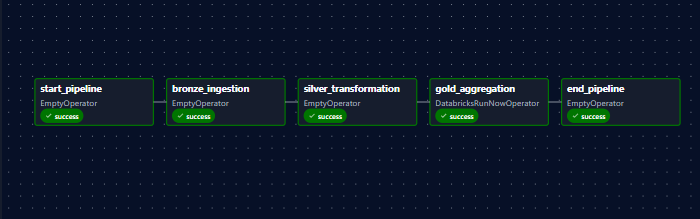 start_pipeline
EmptyOperator
success
bronze_ingestion
EmptyOperator
success
silver_transformation
EmptyOperator
success
gold_aggregation
DatabricksRunNowOperator
success
end_pipeline
EmptyOperator
success